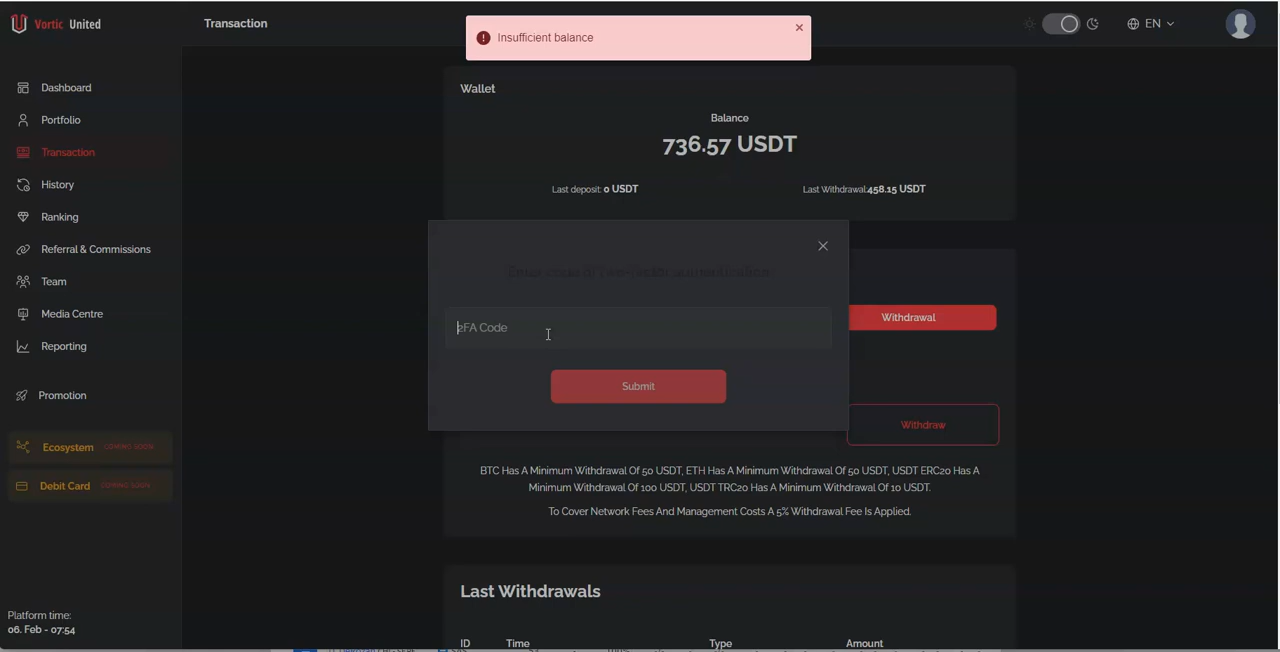 Vortic United
Transaction
Insufficient balance
EN
Dashboard
Portfolio
Transaction
History
Ranking
Referral & Commissions
Team
Media Centre
Reporting
Promotion
Ecosystem COMING SOON
Debit Card COMING SOON
Platform time:
06. Feb - 07:54
Wallet
Balance
736.57 USDT
Last deposit: 0 USDT
Last Withdrawal:458.15 USDT
2FA Code
Submit
Withdrawal
Withdraw
BTC Has A Minimum Withdrawal Of 50 USDT, ETH Has A Minimum Withdrawal Of 50 USDT, USDT ERC20 Has A
Minimum Withdrawal Of 100 USDT, USDT TRC20 Has A Minimum Withdrawal Of 10 USDT.
To Cover Network Fees And Management Costs A 5% Withdrawal Fee Is Applied.
Last Withdrawals
ID Time Type Amount